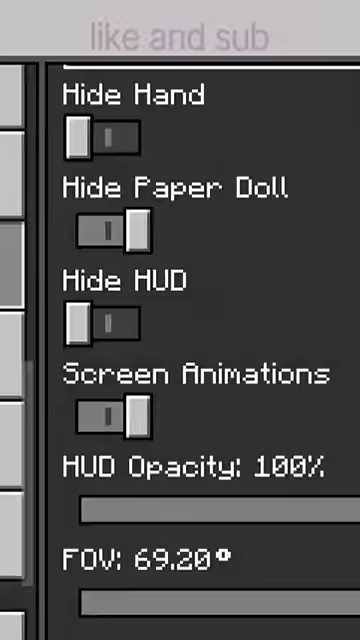 like and sub
Hide Hand
Hide Paper Doll
Hide HUD
Screen Animations
HUD Opacity: 100%
FOV: 69.20°